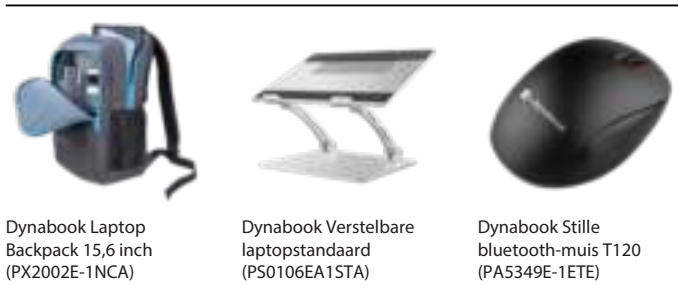 Dynabook Laptop
Backpack 15,6 inch
(PX2002E-1NCA)
Dynabook Verstelbare
laptopstandaard
(PS0106EA1STA)
Dynabook Stille
bluetooth-muis T120
(PA5349E-1ETE)